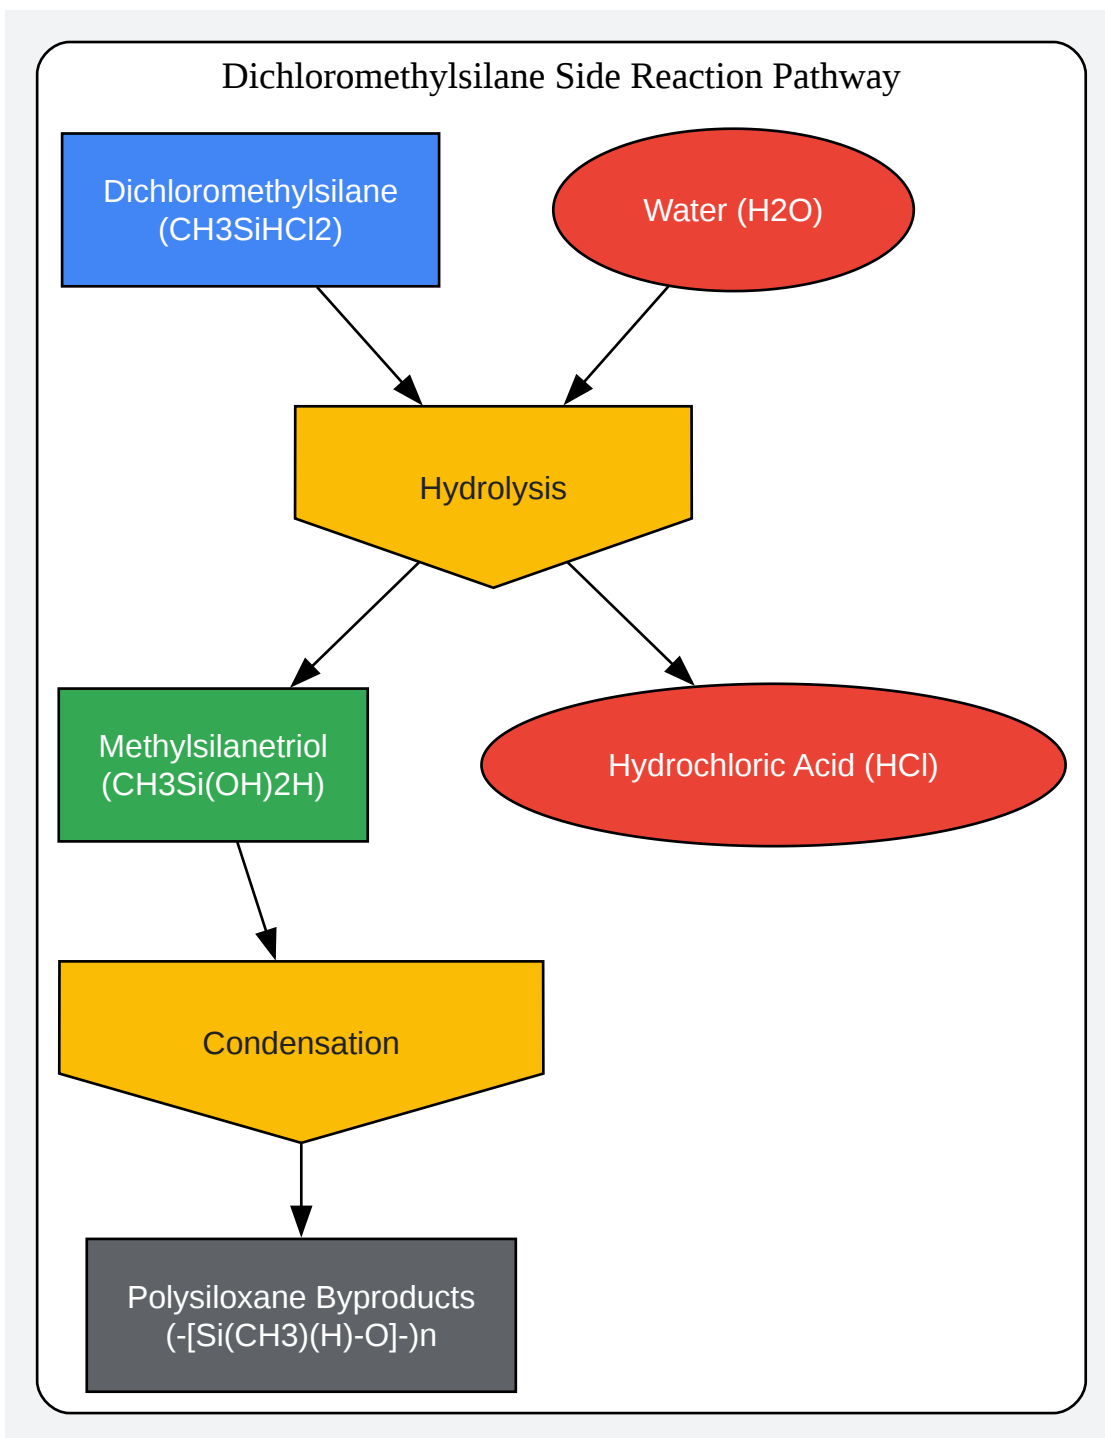 Dichloromethylsilane Side Reaction Pathway
Dichloromethylsilane
(CH3SiHCl2)
Water (H2O)
Hydrolysis
Methylsilanetriol
(CH3Si(OH)2H)
Hydrochloric Acid (HCl)
Condensation
Polysiloxane Byproducts
(-[Si(CH3)(H)-O]-)n